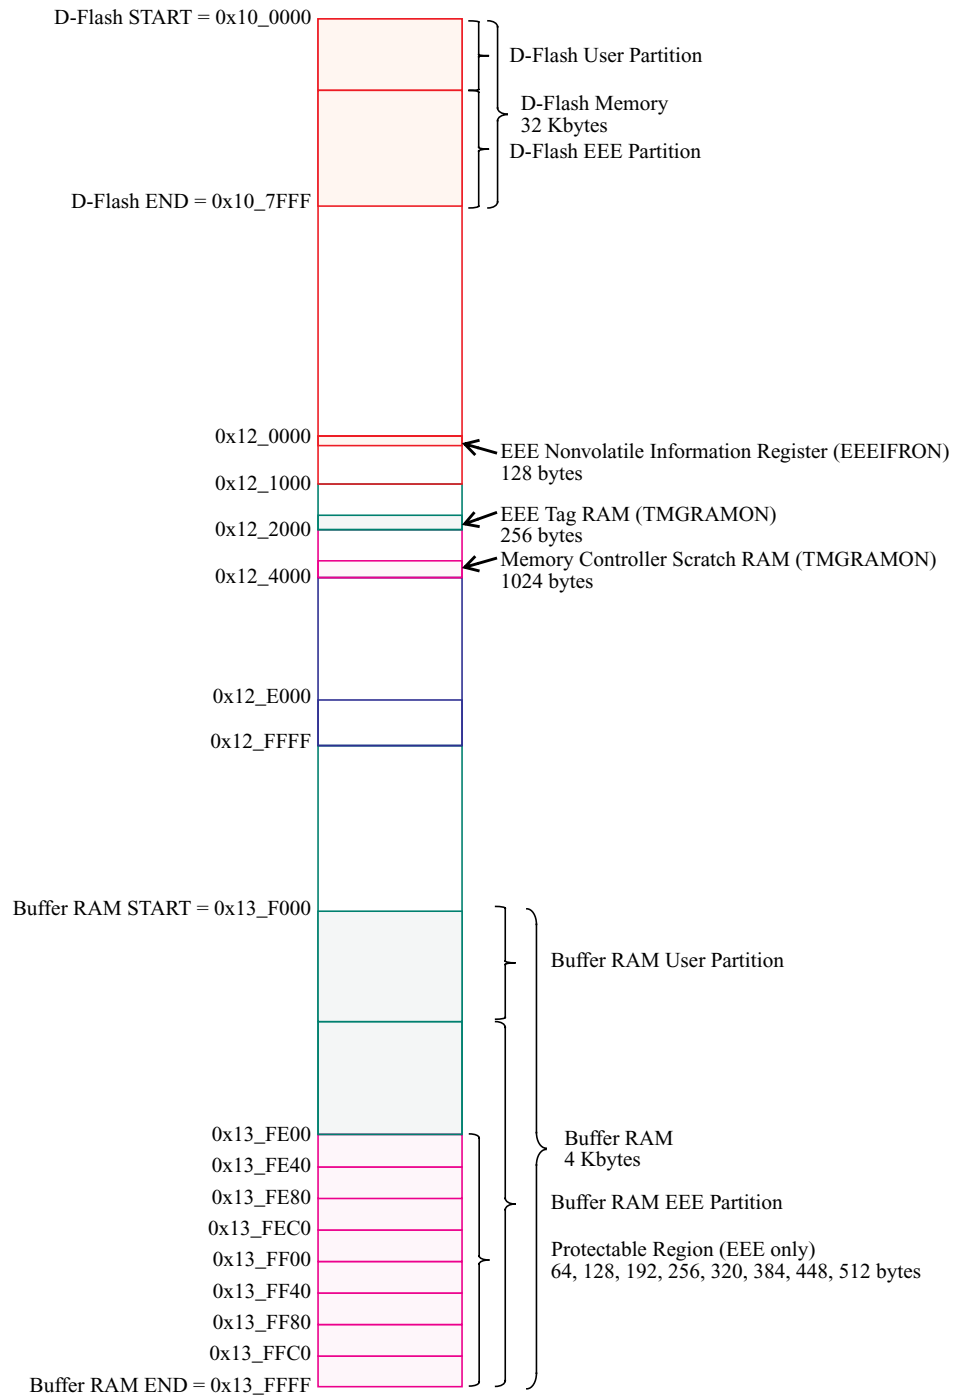 D-Flash START = 0x10_0000
D-Flash User Partition
D-Flash Memory
32 Kbytes
D-Flash EEE Partition
D-Flash END = 0x10_7FFF
0x12_0000
EEE Nonvolatile Information Register (EEEIFRON)
128 bytes
0x12_1000
EEE Tag RAM (TMGRAMON)
256 bytes
0x12_2000
Memory Controller Scratch RAM (TMGRAMON)
1024 bytes
0x12_4000
0x12_E000
0x12_FFFF
Buffer RAM START = 0x13_F000
Buffer RAM User Partition
0x13_FE00
Buffer RAM
4 Kbytes
0x13_FE40
0x13_FE80
Buffer RAM EEE Partition
0x13_FEC0
Protectable Region (EEE only)
64, 128, 192, 256, 320, 384, 448, 512 bytes
0x13_FF00
0x13_FF40
0x13_FF80
0x13_FFC0
Buffer RAM END = 0x13_FFFF